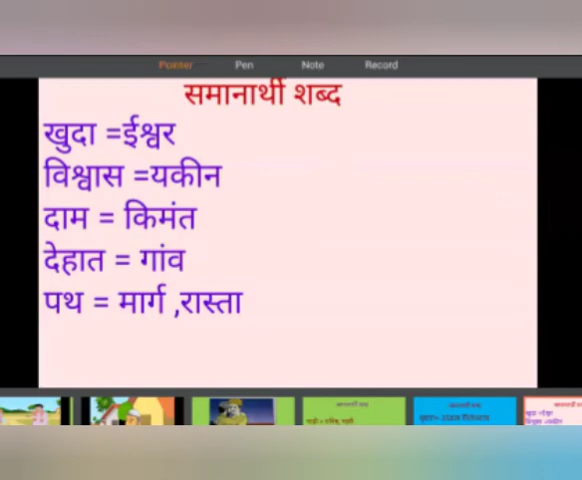 Pointer Pen Note Record
समानार्थी शब्द
खुदा =ईश्वर
विश्वास =यकीन
दाम = किमंत
देहात = गांव
पथ = मार्ग ,रास्ता